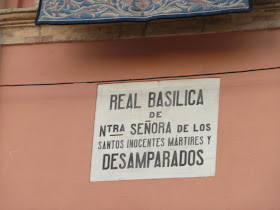 REAL BASILICA
DE
NTRA SEÑORA DE LOS
SANTOS INOCENTES MARTIRES Y
DESAMPARADOS